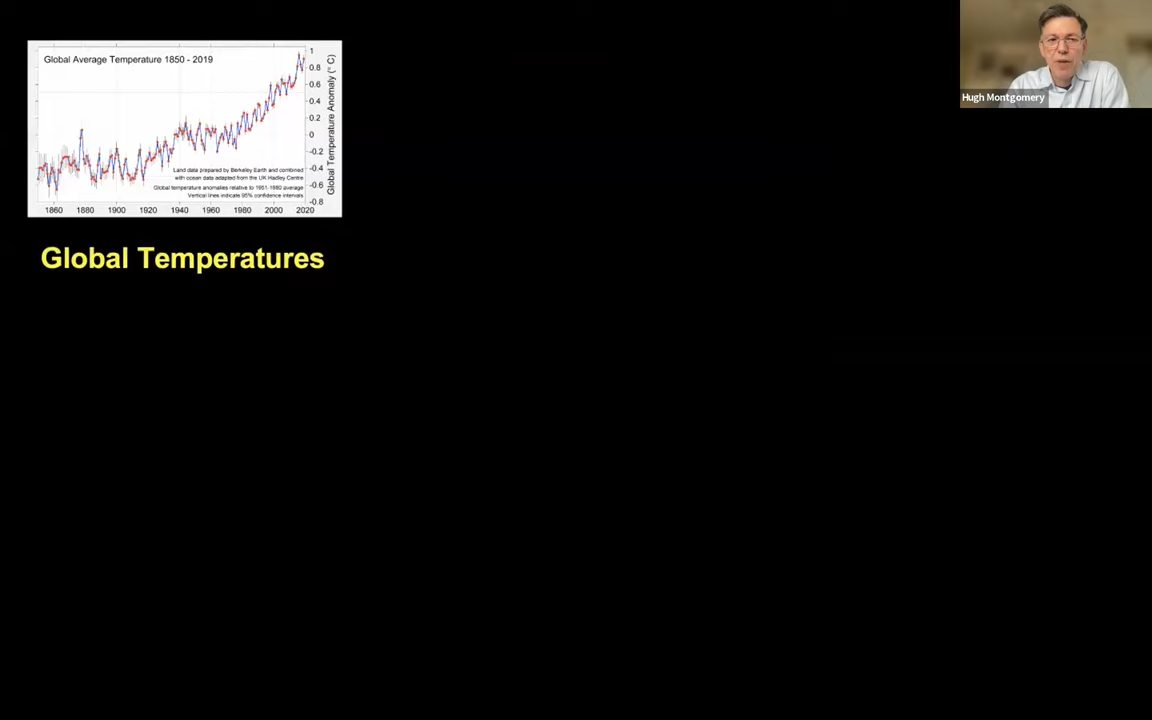 Global Average Temperature 1850 - 2019
1
0.8
0.6
0.4
0.2
0
-0.2
-0.4
-0.6
-0.8
Global Temperature Anomaly (° C)
Land data prepared by Berkeley Earth and combined
with ocean data adapted from the UK Hadley Centre
Global temperature anomalies relative to 1951-1980 average
Vertical lines indicate 95% confidence intervals
1860 1880 1900 1920 1940 1960 1980 2000 2020
Global Temperatures
Hugh Montgomery